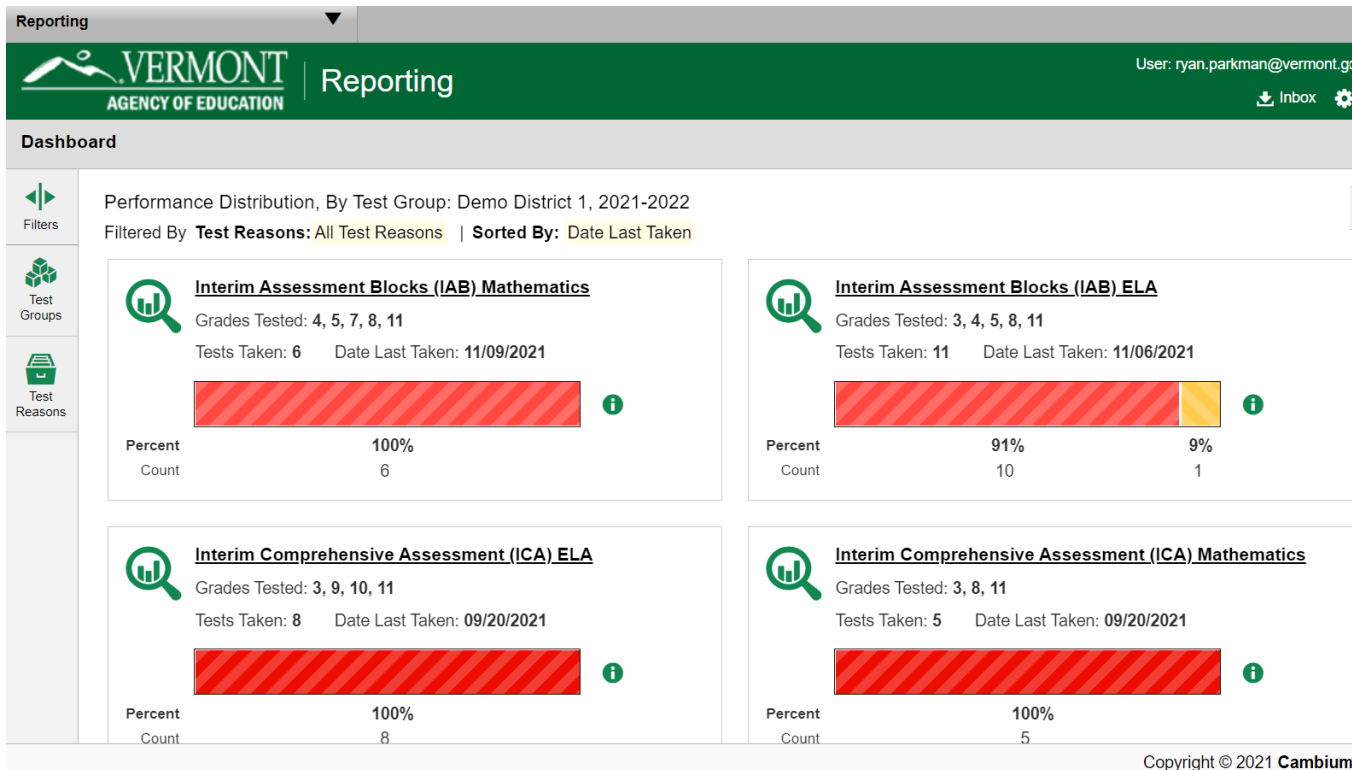 Reporting
VERMONT
AGENCY OF EDUCATION
Reporting
User: ryan.parkman@vermont.go
Inbox
Dashboard
Filters
Test
Groups
Test
Reasons
Performance Distribution, By Test Group: Demo District 1, 2021-2022
Filtered By Test Reasons: All Test Reasons | Sorted By: Date Last Taken
Interim Assessment Blocks (IAB) Mathematics
Grades Tested: 4, 5, 7, 8, 11
Tests Taken: 6 Date Last Taken: 11/09/2021
Percent 100%
Count 6
Interim Assessment Blocks (IAB) ELA
Grades Tested: 3, 4, 5, 8, 11
Tests Taken: 11 Date Last Taken: 11/06/2021
Percent 91% 9%
Count 10 1
Interim Comprehensive Assessment (ICA) ELA
Grades Tested: 3, 9, 10, 11
Tests Taken: 8 Date Last Taken: 09/20/2021
Percent 100%
Count 8
Interim Comprehensive Assessment (ICA) Mathematics
Grades Tested: 3, 8, 11
Tests Taken: 5 Date Last Taken: 09/20/2021
Percent 100%
Count 5
Copyright © 2021 Cambium